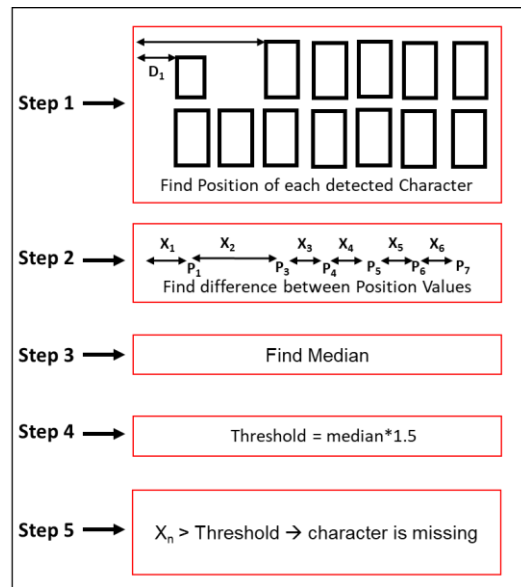 D1
Step 1
Find Position of each detected Character
X1 X2 X3 X4 X5 X6
Step 2
P1 P3 P4 P5 P6 P7
Find difference between Position Values
Step 3
Find Median
Step 4
Threshold = median*1.5
Step 5
Xn > Threshold → character is missing